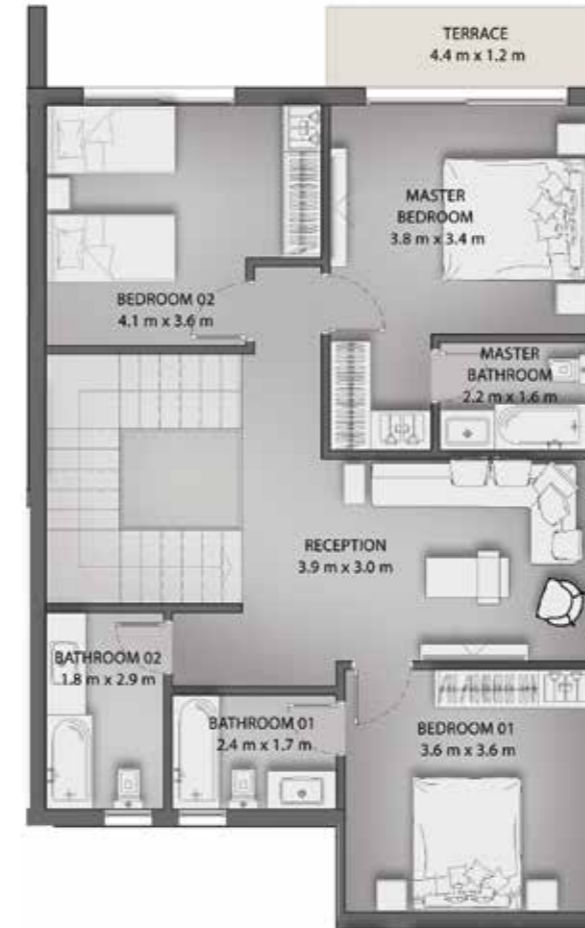 TERRACE
4.4 m x 1.2 m
MASTER
BEDROOM
3.8 m x 3.4 m
BEDROOM 02
4.1 m x 3.6 m
MASTER
BATHROOM
2.2 m x 1.6 m
RECEPTION
3.9 m x 3.0 m
BATHROOM 02
1.8 m x 2.9 m
BATHROOM 01
2.4 m x 1.7 m
BEDROOM 01
3.6 m x 3.6 m